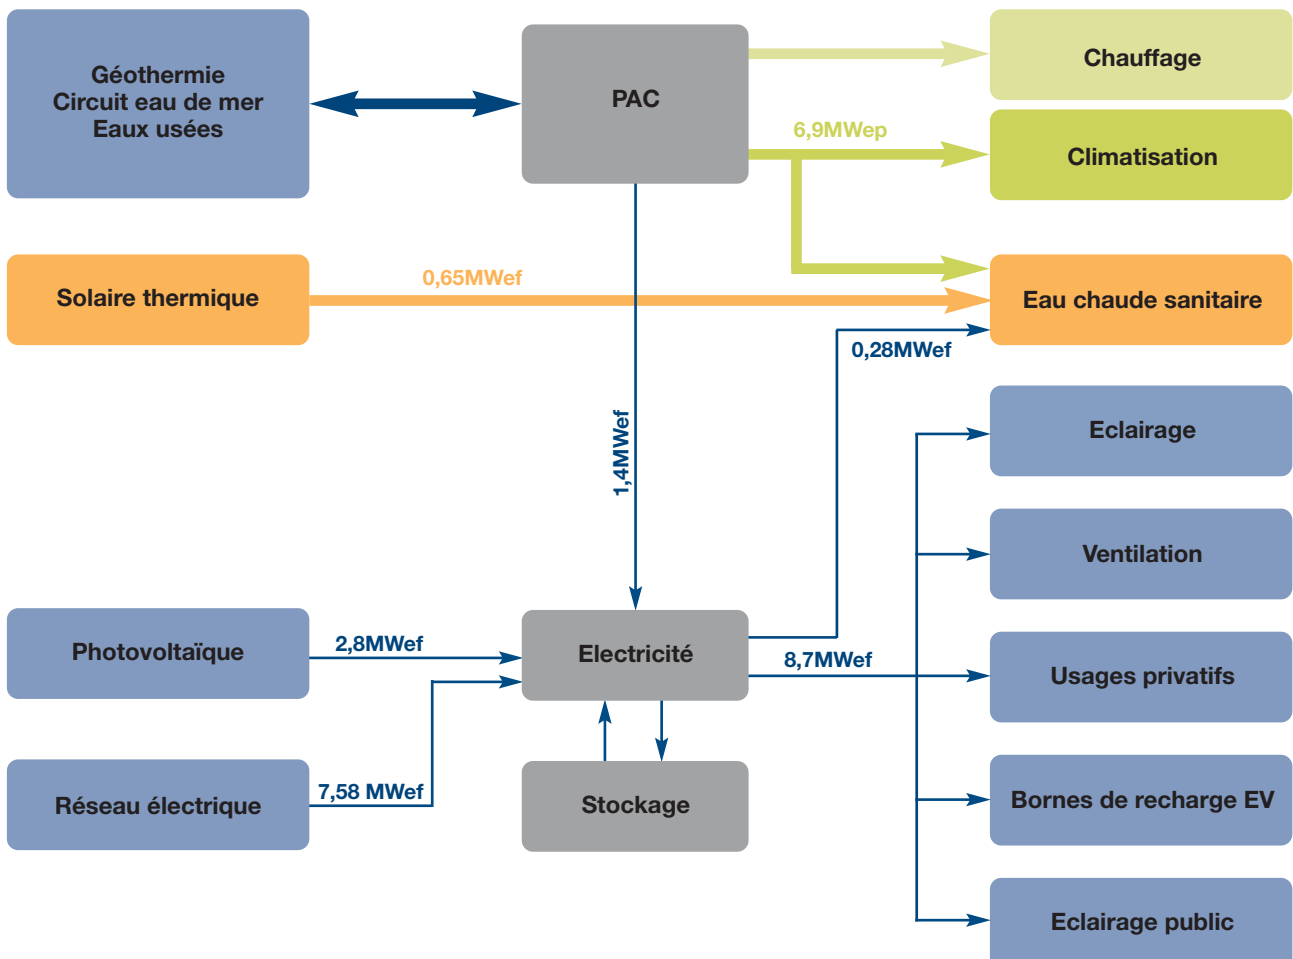 Géothermie
Circuit eau de mer
Eaux usées
PAC
Chauffage
6,9MWep
Climatisation
Solaire thermique
0,65MWef
Eau chaude sanitaire
0,28MWef
1,4MWef
Eclairage
Ventilation
Photovoltaïque
2,8MWef
Electricité
8,7MWef
Usages privatifs
Réseau électrique
7,58 MWef
Stockage
Bornes de recharge EV
Eclairage public